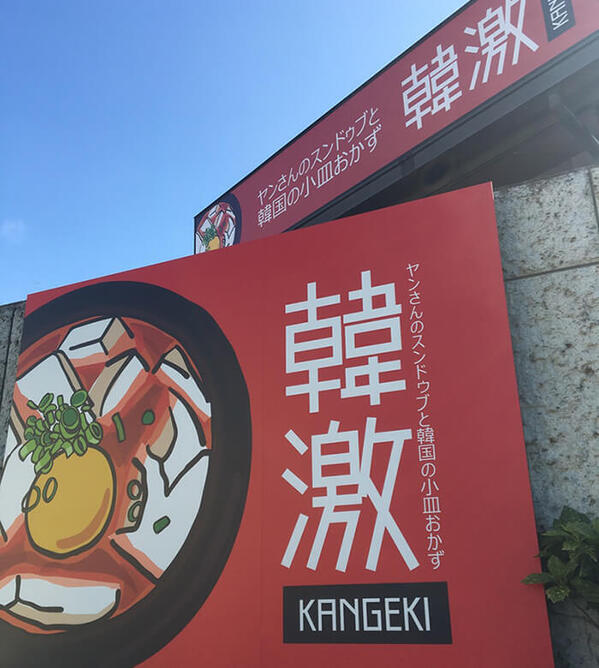 ヤンさんのスンドゥブと
韓国の小皿おかず
韓激
KAN
韓激
ヤンさんのスンドゥブと韓国の小皿おかず
KANGEKI